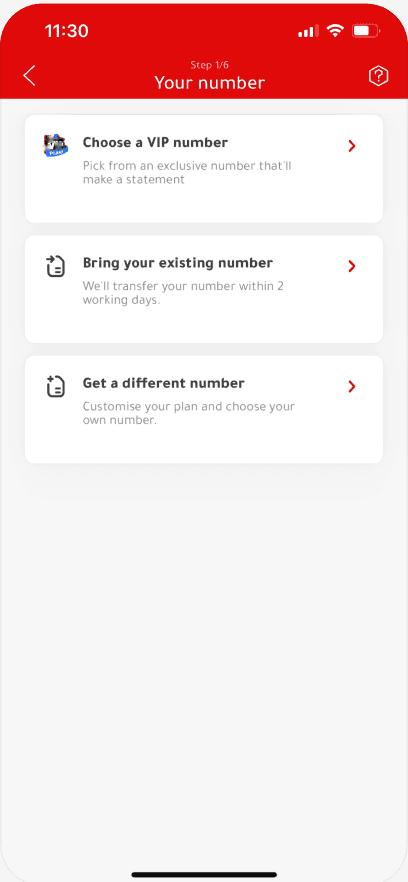 11:30
Step 1/6
Your number
Choose a VIP number
Pick from an exclusive number that'll
make a statement
Bring your existing number
We'll transfer your number within 2
working days.
Get a different number
Customise your plan and choose your
own number.